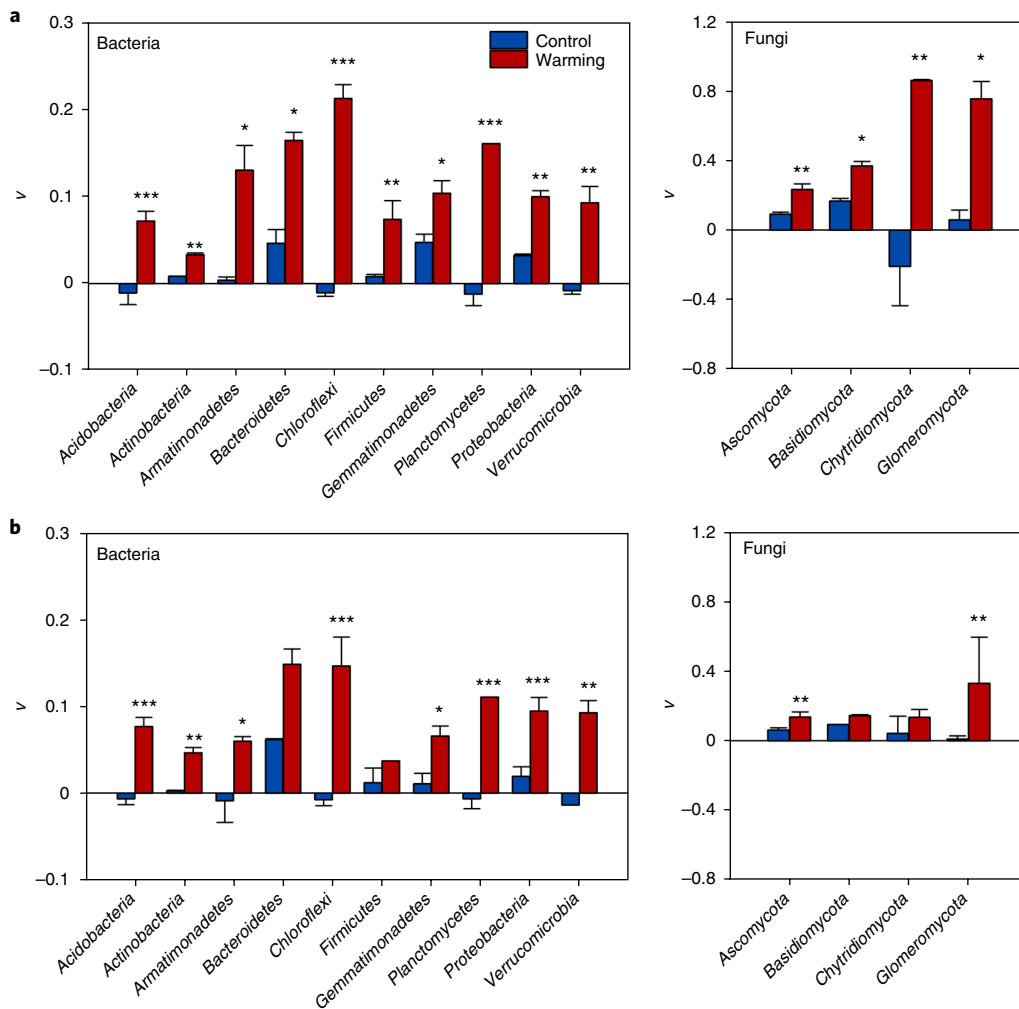 a
Bacteria
Control
Warming
Fungi
0.3
0.2
0.1
0
–0.1
v
***
**
*
*
***
**
*
***
**
**
Acidobacteria
Actinobacteria
Armatimonadetes
Bacteroidetes
Chloroflexi
Firmicutes
Gemmatimonadetes
Planctomycetes
Proteobacteria
Verrucomicrobia
1.2
0.8
0.4
0
–0.4
–0.8
v
**
*
**
*
Ascomycota
Basidiomycota
Chytridiomycota
Glomeromycota
b
Bacteria
Fungi
0.3
0.2
0.1
0
–0.1
v
***
**
*
***
*
***
***
**
Acidobacteria
Actinobacteria
Armatimonadetes
Bacteroidetes
Chloroflexi
Firmicutes
Gemmatimonadetes
Planctomycetes
Proteobacteria
Verrucomicrobia
1.2
0.8
0.4
0
–0.4
–0.8
v
**
**
Ascomycota
Basidiomycota
Chytridiomycota
Glomeromycota